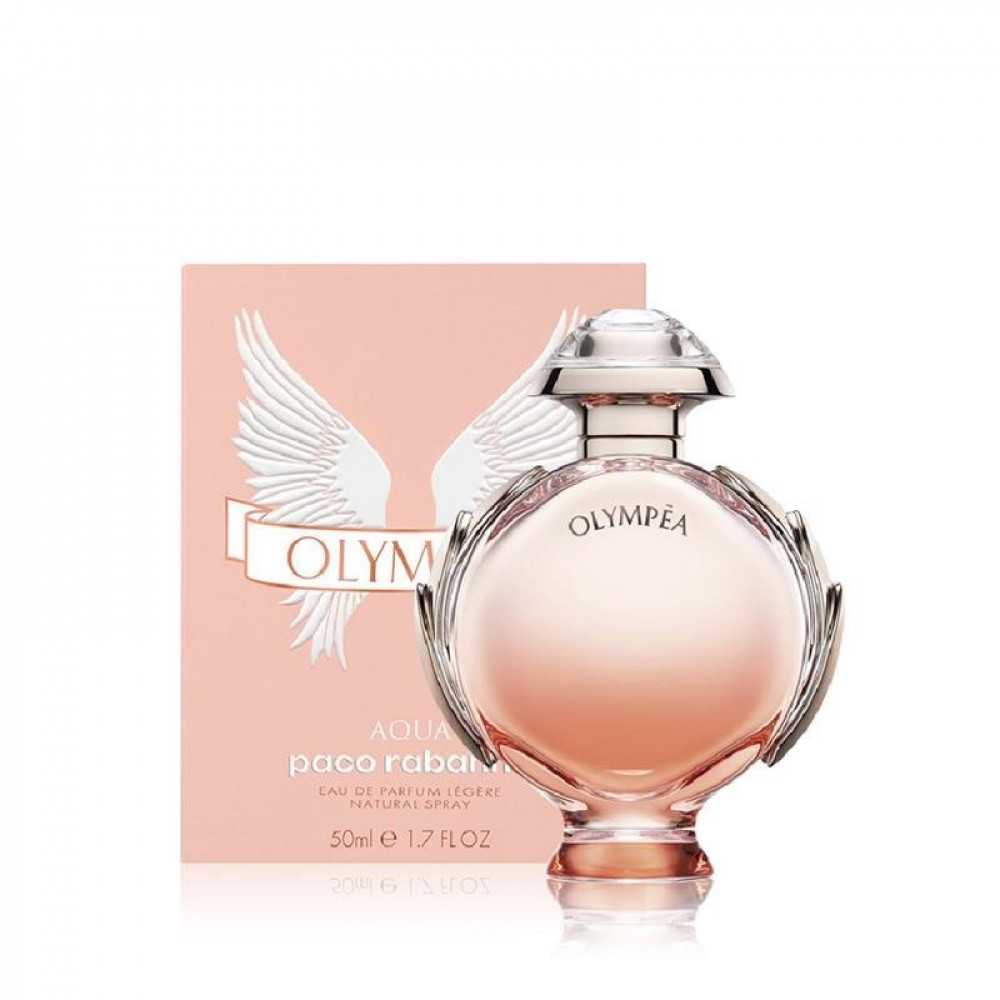 OLYM
OLYMPĒA
AQUA
paco rabann
EAU DE PARFUM LÉGÈRE
NATURAL SPRAY
50ml ℮ 1.7 FL OZ